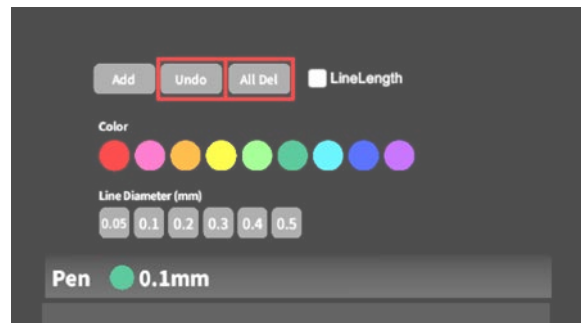 Add Undo All Del LineLength
Color
Line Diameter (mm)
0.05 0.1 0.2 0.3 0.4 0.5
Pen 0.1mm